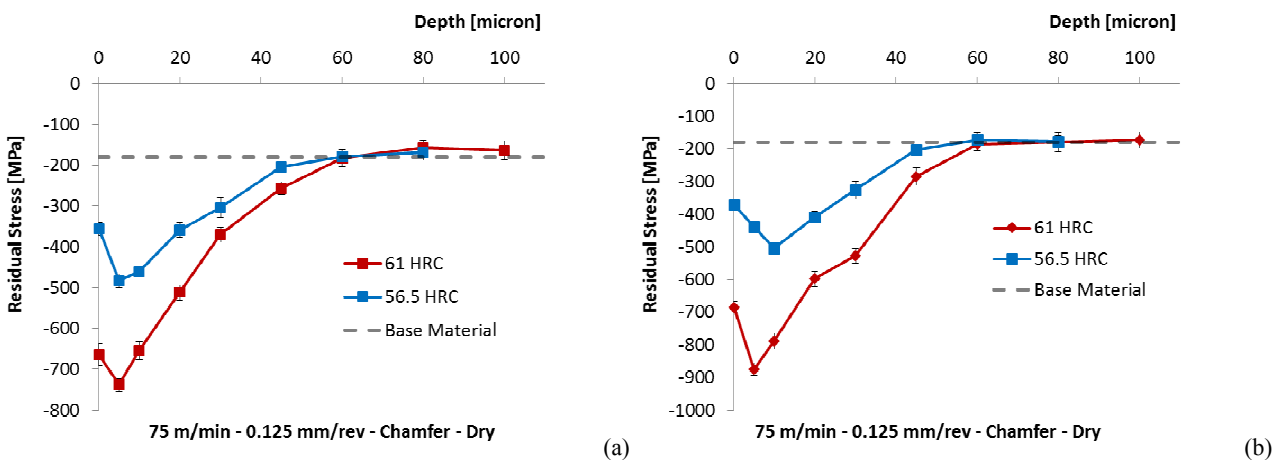 Depth [micron]
0 20 40 60 80 100
0
-100
-200
-300
-400
-500
-600
-700
-800
Residual Stress [MPa]
61 HRC
56.5 HRC
Base Material
75 m/min - 0.125 mm/rev - Chamfer - Dry
(a)
Depth [micron]
0 20 40 60 80 100
0
-100
-200
-300
-400
-500
-600
-700
-800
-900
-1000
Residual Stress [MPa]
61 HRC
56.5 HRC
Base Material
75 m/min - 0.125 mm/rev - Chamfer - Dry
(b)